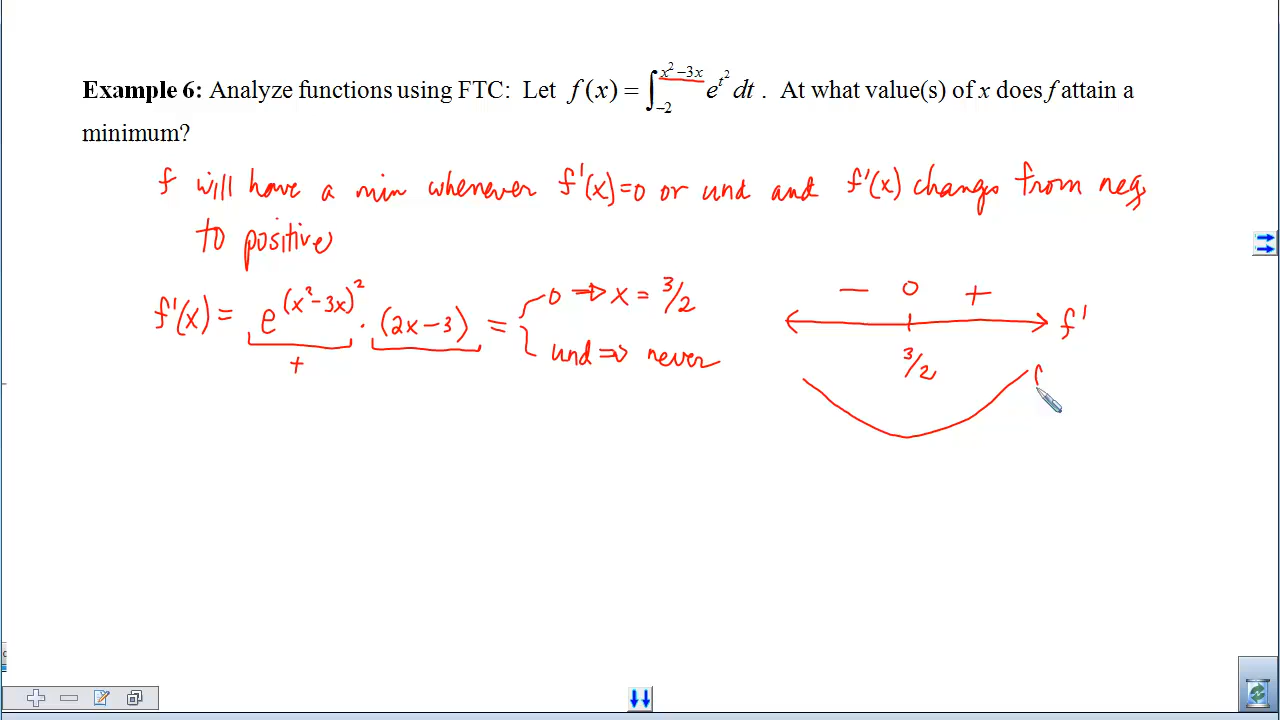 Example 6: Analyze functions using FTC: Let f(x) = ∫₋₂^(x²−3x) e^(t²) dt . At what value(s) of x does f attain a
minimum?
f will have a min whenever f'(x)=0 or und and f'(x) changes from neg
to positive
f'(x) = e^((x²−3x)²) · (2x−3) = 0 ⇒ x = 3/2
und ⇒ never
+
− 0 +
f'
3/2
f